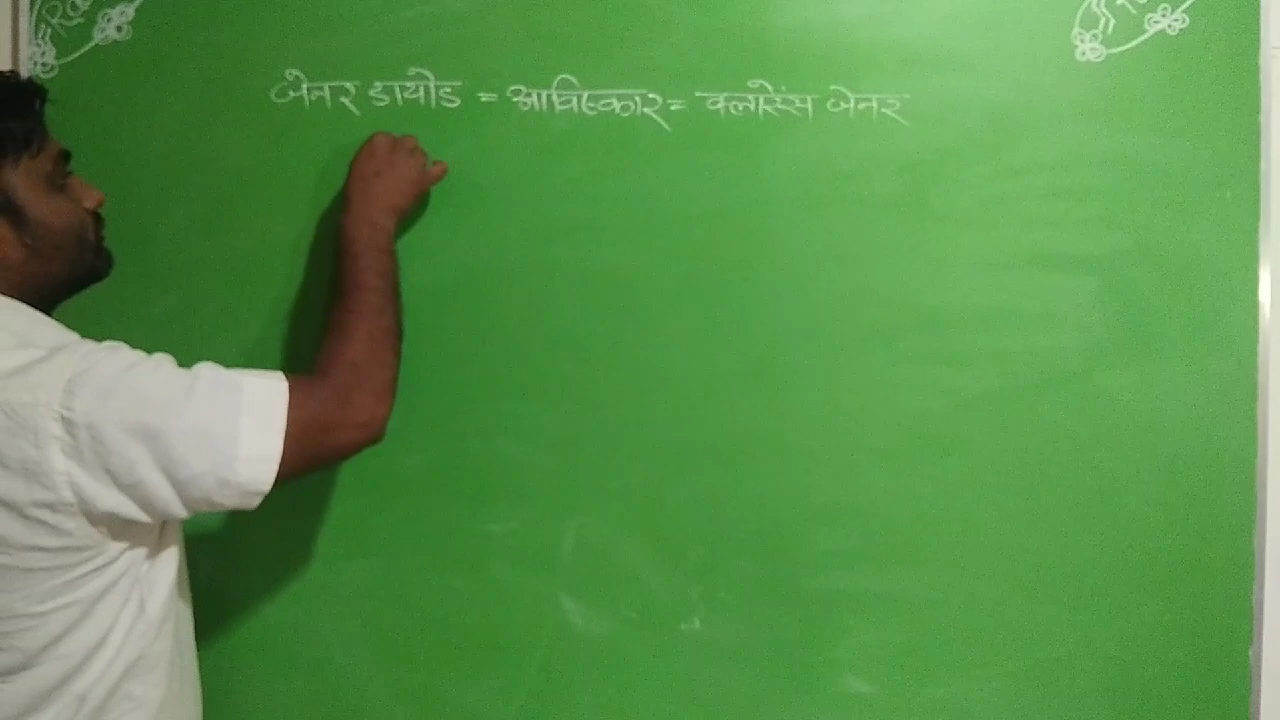 जेनर डायोड = आविष्कार = क्लारेंस जेनर